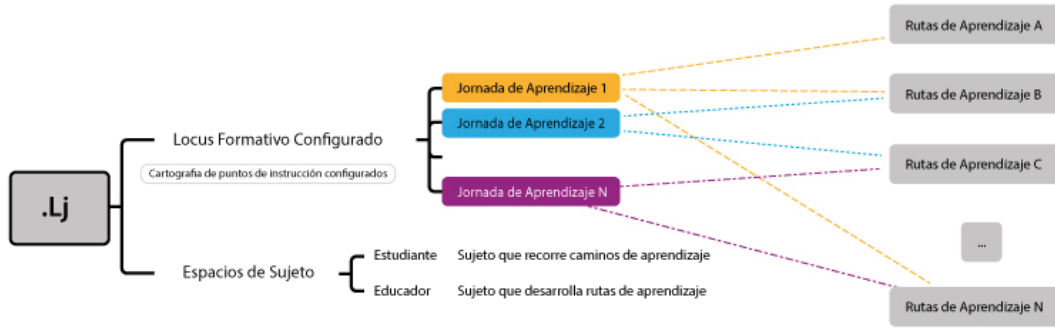 .Lj
Locus Formativo Configurado
Cartografia de puntos de instrucción configurados
Jornada de Aprendizaje 1
Jornada de Aprendizaje 2
Jornada de Aprendizaje N
Espacios de Sujeto
Estudiante Sujeto que recorre caminos de aprendizaje
Educador Sujeto que desarrolla rutas de aprendizaje
Rutas de Aprendizaje A
Rutas de Aprendizaje B
Rutas de Aprendizaje C
...
Rutas de Aprendizaje N